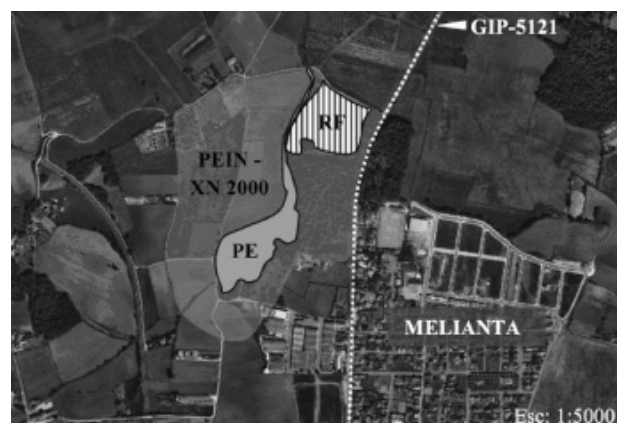 GIP-5121
RF
PEIN -
XN 2000
PE
MELIANTA
Esc: 1:5000